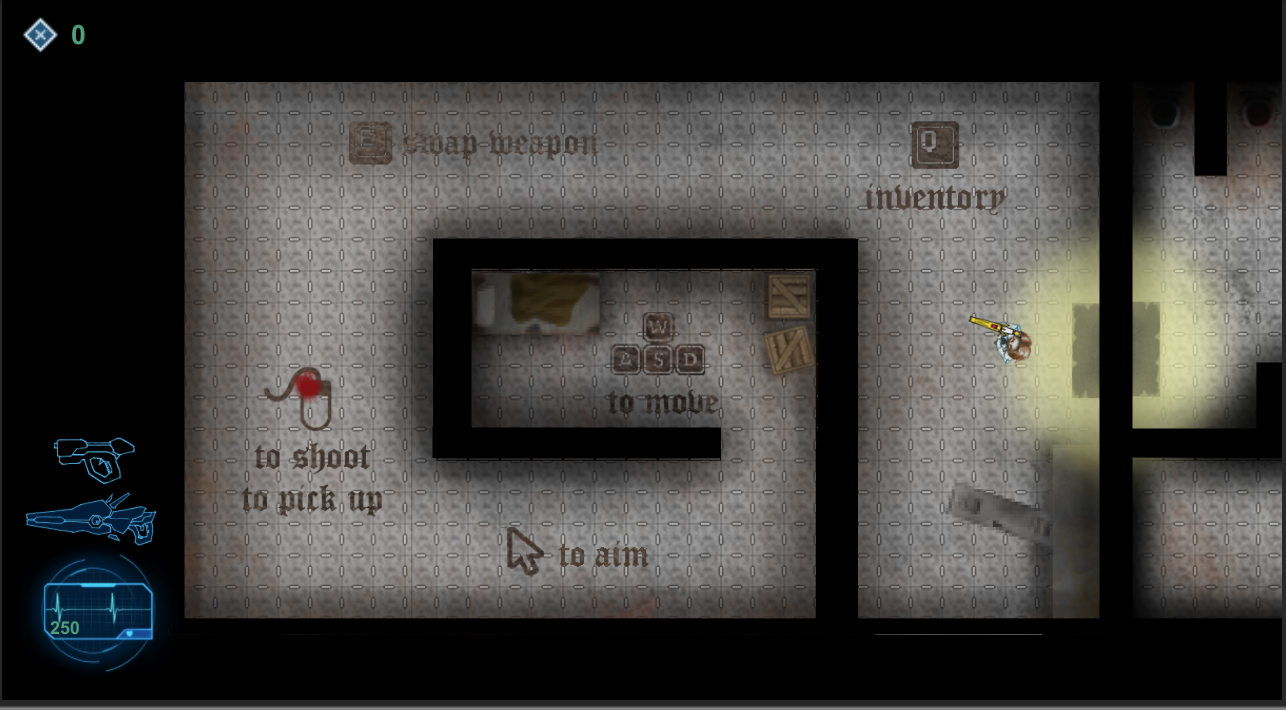 0
E swap weapon
Q
inventory
W
A S D
to move
to shoot
to pick up
to aim
250